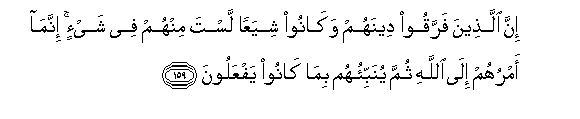 إِنَّ ٱلَّذِينَ فَرَّقُوا۟ دِينَهُمْ وَكَانُوا۟ شِيَعًا لَّسْتَ مِنْهُمْ فِى شَىْءٍ ۚ إِنَّمَآ
أَمْرُهُمْ إِلَى ٱللَّهِ ثُمَّ يُنَبِّئُهُم بِمَا كَانُوا۟ يَفْعَلُونَ ١٥٩